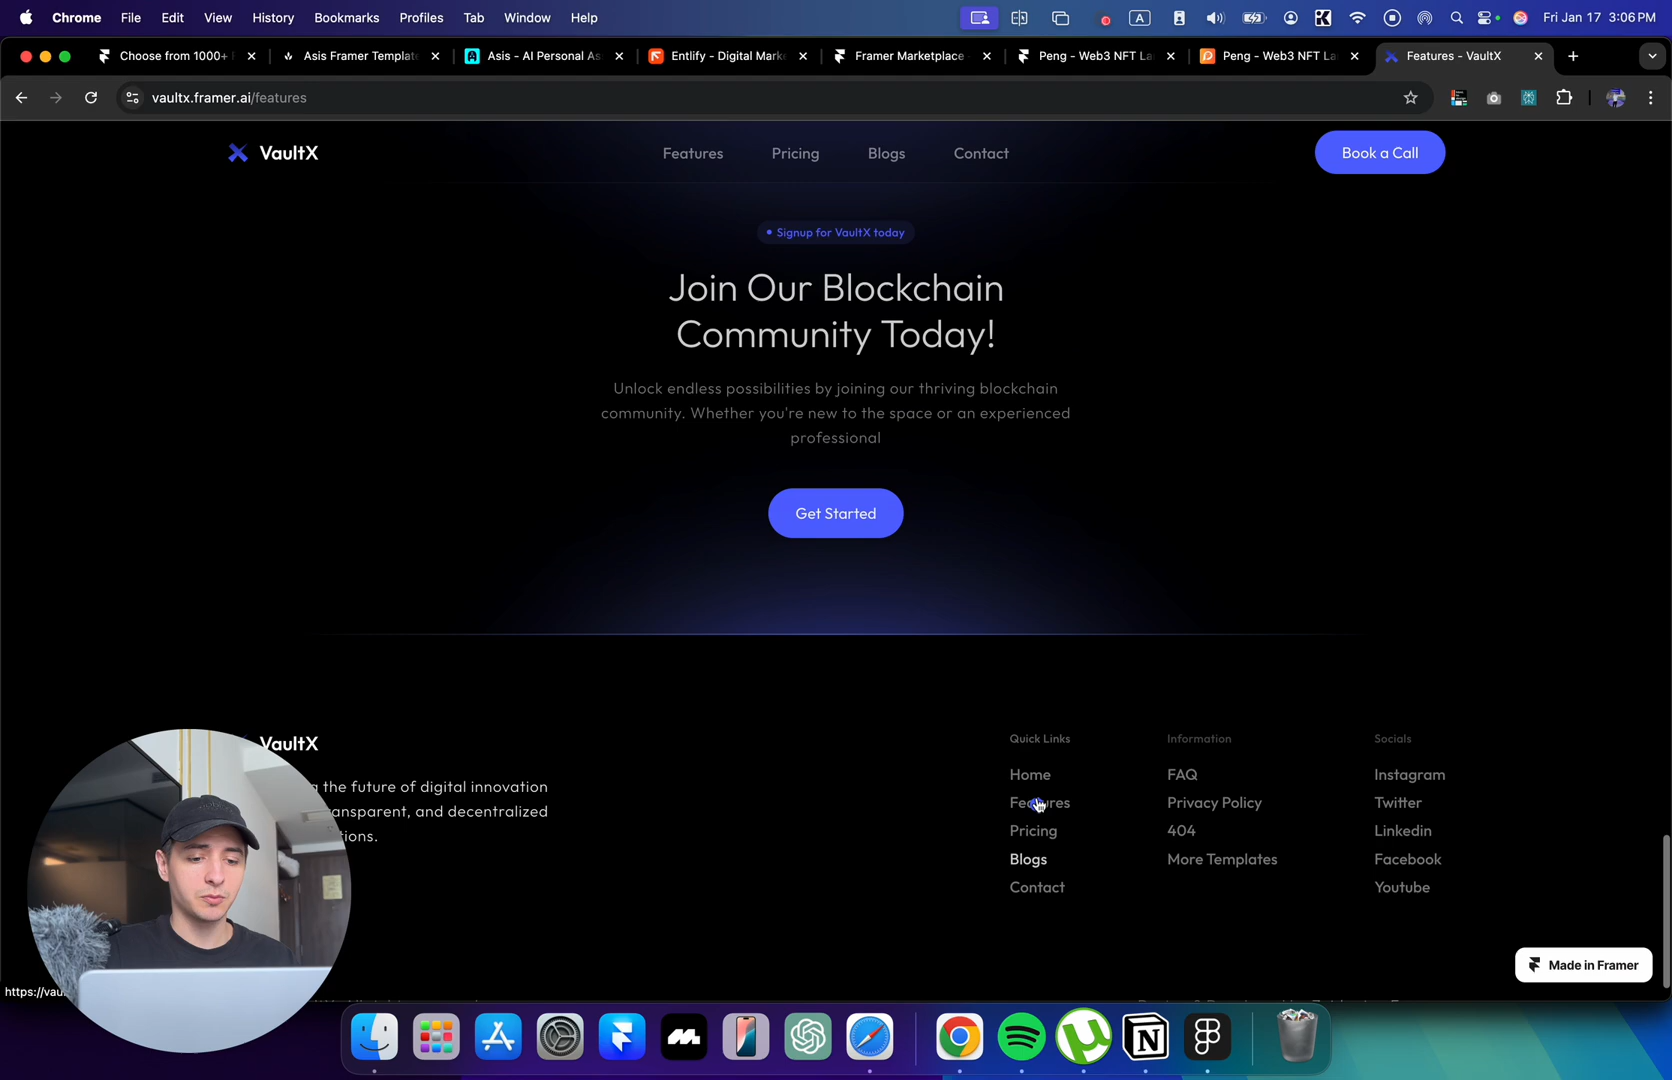 Chrome File Edit View History Bookmarks Profiles Tab Window Help
A
Fri Jan 17 3:06 PM
Choose from 1000+
Asis Framer Template
Asis - AI Personal As
Entlify - Digital Marke
Framer Marketplace
Peng - Web3 NFT La
Peng - Web3 NFT La
Features - VaultX
vaultx.framer.ai/features
VaultX
Features
Pricing
Blogs
Contact
Book a Call
Signup for VaultX today
Join Our Blockchain
Community Today!
Unlock endless possibilities by joining our thriving blockchain
community. Whether you're new to the space or an experienced
professional
Get Started
VaultX
the future of digital innovation
ansparent, and decentralized
tions.
Quick Links
Home
Features
Pricing
Blogs
Contact
Information
FAQ
Privacy Policy
404
More Templates
Socials
Instagram
Twitter
Linkedin
Facebook
Youtube
Made in Framer
https://vau